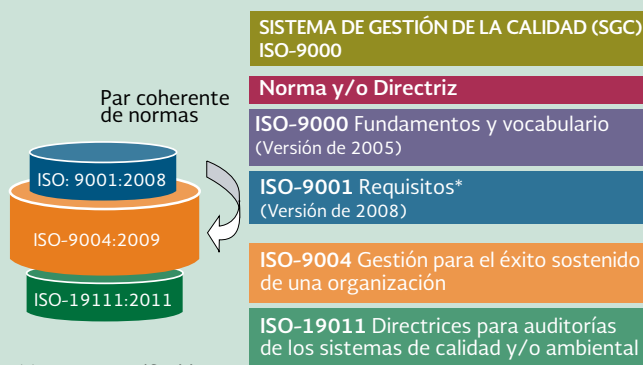 SISTEMA DE GESTIÓN DE LA CALIDAD (SGC)
ISO-9000
Norma y/o Directriz
ISO-9000 Fundamentos y vocabulario
(Versión de 2005)
ISO-9001 Requisitos*
(Versión de 2008)
ISO-9004 Gestión para el éxito sostenido
de una organización
ISO-19011 Directrices para auditorías
de los sistemas de calidad y/o ambiental
Par coherente
de normas
ISO: 9001:2008
ISO-9004:2009
ISO-19111:2011